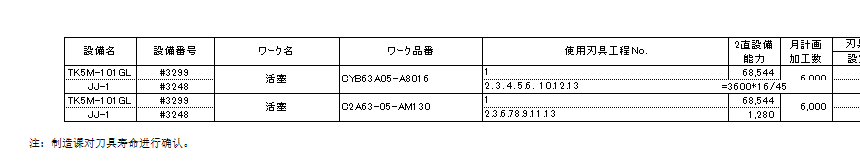 設備名 設備番号 ワーク名 ワーク品番 使用刃具工程No. 2直設備能力 月計画加工数 刃具
TK5M-101GL #3299 活塞 CYB63A05-A8016 1 68,544 6,000
JJ-1 #3248 2.3.4.5.6. 10.12.13 =3600*16/45
TK5M-101GL #3299 活塞 C2A63-05-AM130 1 68,544 6,000
JJ-1 #3248 2.3.6.7.8.9.11.13 1,280
注：制造课对刀具寿命进行确认。